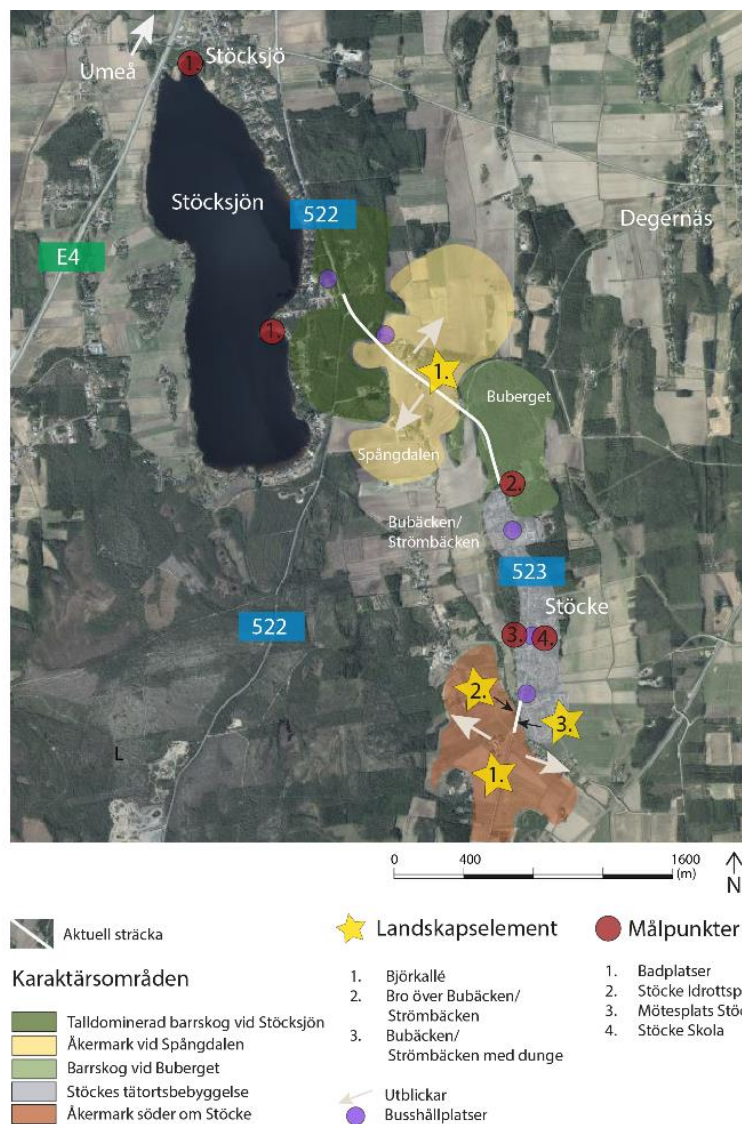 Umeå
Stöcksjö
1.
Stöcksjön
522
Degernäs
E4
1.
1.
Buberget
Spångdalen
2.
Bubäcken/
Strömbäcken
523
Stöcke
522
3.
4.
2.
3.
L
1.
0 400 1600
(m)
N
Aktuell sträcka
Karaktärsområden
Talldominerad barrskog vid Stöcksjön
Åkermark vid Spångdalen
Barrskog vid Buberget
Stöckes tätortsbebyggelse
Åkermark söder om Stöcke
Landskapselement
1. Björkallé
2. Bro över Bubäcken/
Strömbäcken
3. Bubäcken/
Strömbäcken med dunge
Utblickar
Busshållplatser
Målpunkter
1. Badplatser
2. Stöcke Idrottsp
3. Mötesplats Stöc
4. Stöcke Skola